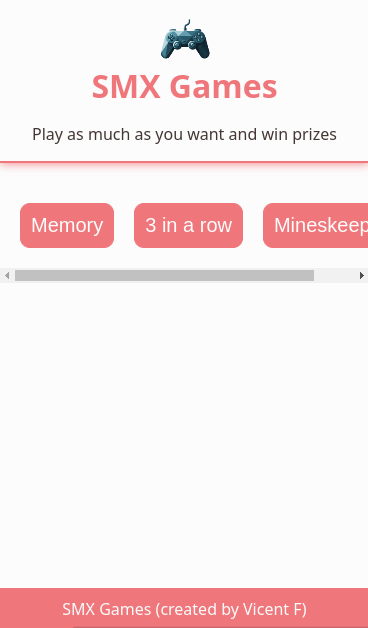 SMX Games
Play as much as you want and win prizes
Memory
3 in a row
Mineskeep
SMX Games (created by Vicent F)